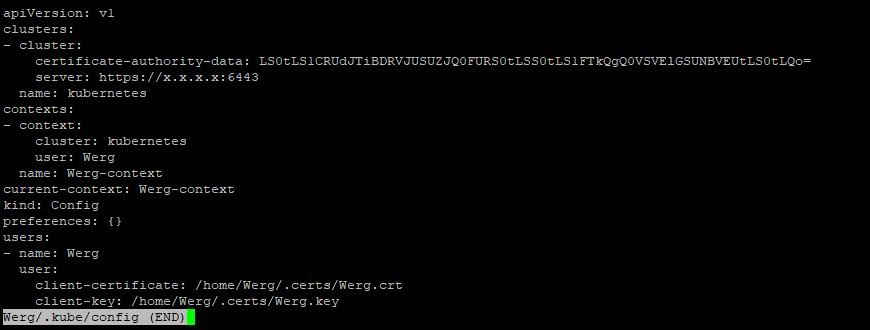 apiVersion: v1
clusters:
- cluster:
    certificate-authority-data: LS0tLS1CRUdJTiBDRVJUSUZJQ0FURS0tLSS0tLS1FTkQgQ0VSVElGSUNBVEUtLS0tLQo=
    server: https://x.x.x.x:6443
  name: kubernetes
contexts:
- context:
    cluster: kubernetes
    user: Werg
  name: Werg-context
current-context: Werg-context
kind: Config
preferences: {}
users:
- name: Werg
  user:
    client-certificate: /home/Werg/.certs/Werg.crt
    client-key: /home/Werg/.certs/Werg.key
Werg/.kube/config (END)